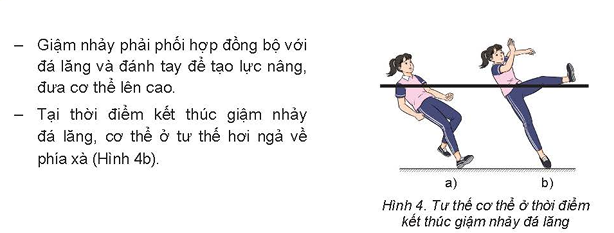 – Giậm nhảy phải phối hợp đồng bộ với
đá lăng và đánh tay để tạo lực nâng,
đưa cơ thể lên cao.
– Tại thời điểm kết thúc giậm nhảy
đá lăng, cơ thể ở tư thế hơi ngả về
phía xà (Hình 4b).
a) b)
Hình 4. Tư thế cơ thể ở thời điểm
kết thúc giậm nhảy đá lăng